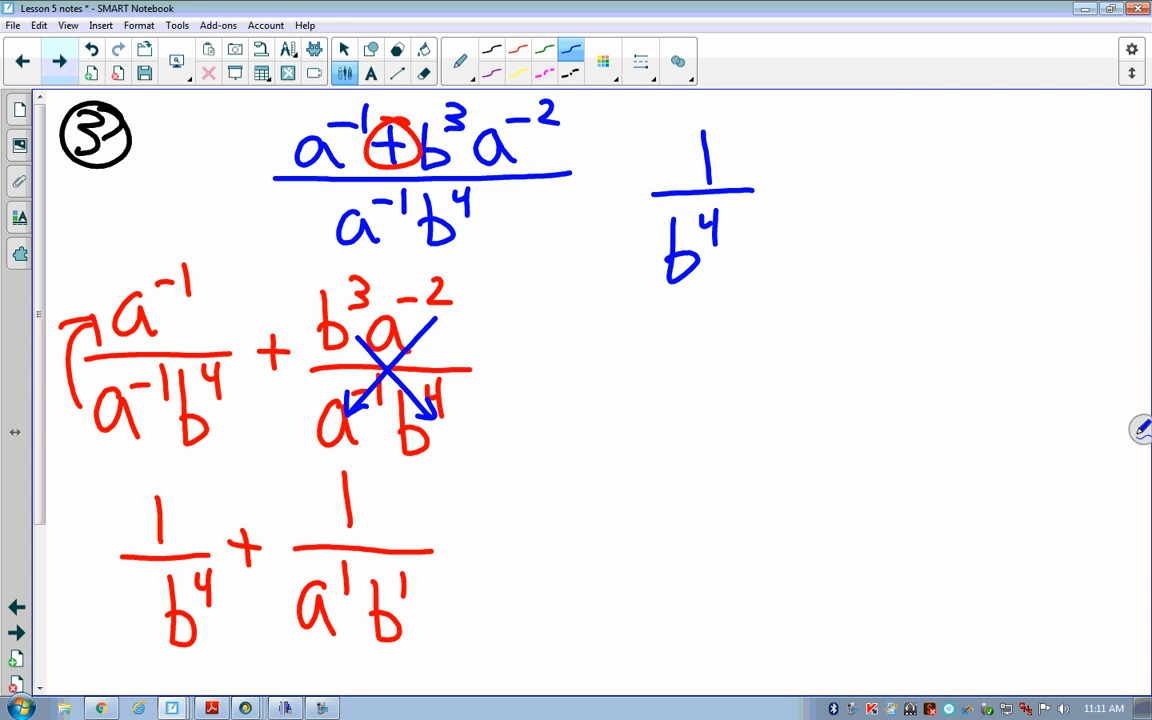 Lesson 5 notes * - SMART Notebook
File Edit View Insert Format Tools Add-ons Account Help
③
a⁻¹ + b³a⁻²
a⁻¹b⁴
1
b⁴
a⁻¹ + b³a⁻²
a⁻¹b⁴ a⁻¹b⁴
1 + 1
b⁴ a¹b¹
11:11 AM